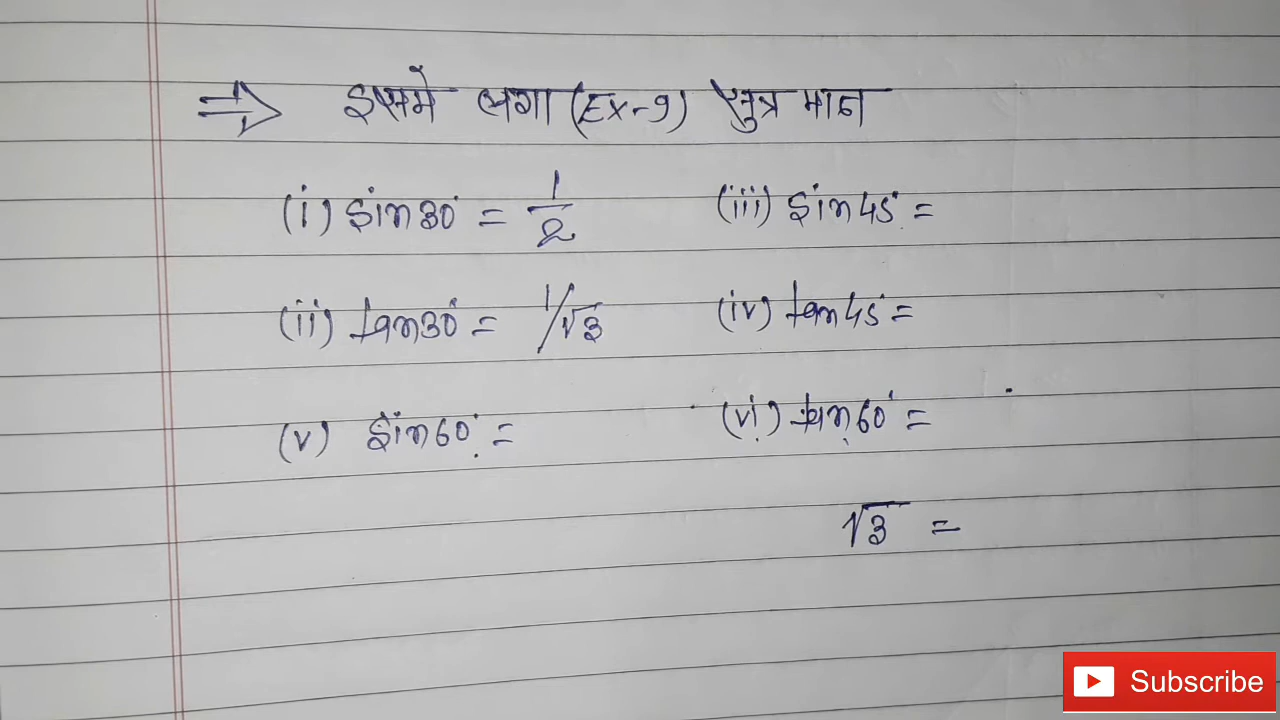 ⇒ इसमे लगा (Ex-9) सुत्र मान
(i) sin30° = 1/2
(iii) sin45° =
(ii) tan30° = 1/√3
(iv) tan45° =
(v) sin60° =
(vi) tan60° =
√3 =
Subscribe